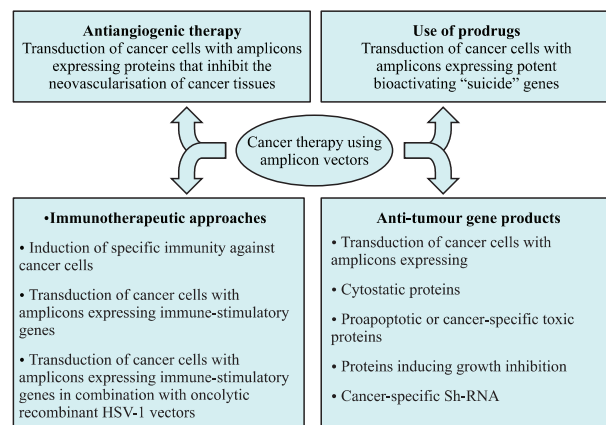 Antiangiogenic therapy
Transduction of cancer cells with amplicons
expressing proteins that inhibit the
neovascularisation of cancer tissues
Use of prodrugs
Transduction of cancer cells with
amplicons expressing potent
bioactivating “suicide” genes
Cancer therapy using
amplicon vectors
•Immunotherapeutic approaches
• Induction of specific immunity against
cancer cells
• Transduction of cancer cells with
amplicons expressing immune-stimulatory
genes
• Transduction of cancer cells with
amplicons expressing immune-stimulatory
genes in combination with oncolytic
recombinant HSV-1 vectors
Anti-tumour gene products
• Transduction of cancer cells with
amplicons expressing
• Cytostatic proteins
• Proapoptotic or cancer-specific toxic
proteins
• Proteins inducing growth inhibition
• Cancer-specific Sh-RNA